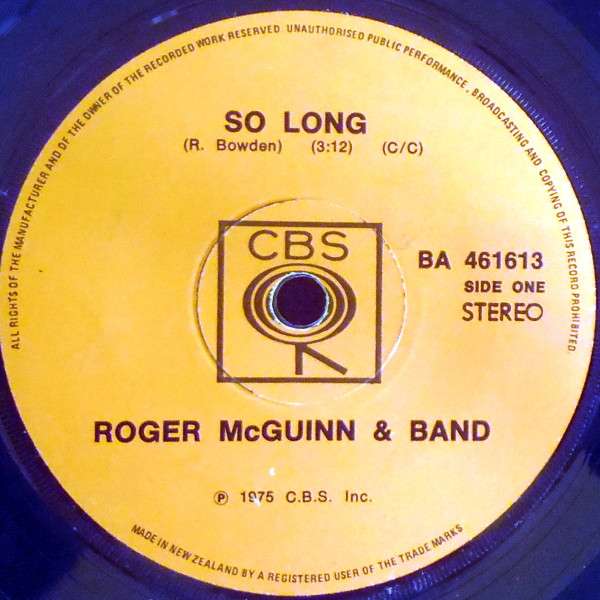 ALL RIGHTS OF THE MANUFACTURER AND OF THE OWNER OF THE RECORDED WORK RESERVED. UNAUTHORISED PUBLIC PERFORMANCE, BROADCASTING AND COPYING OF THIS RECORD PROHIBITED.
SO LONG
(R. Bowden) (3:12) (C/C)
CBS
BA 461613
SIDE ONE
STEREO
ROGER McGUINN & BAND
Ⓟ 1975 C.B.S. Inc.
MADE IN NEW ZEALAND BY A REGISTERED USER OF THE TRADE MARKS